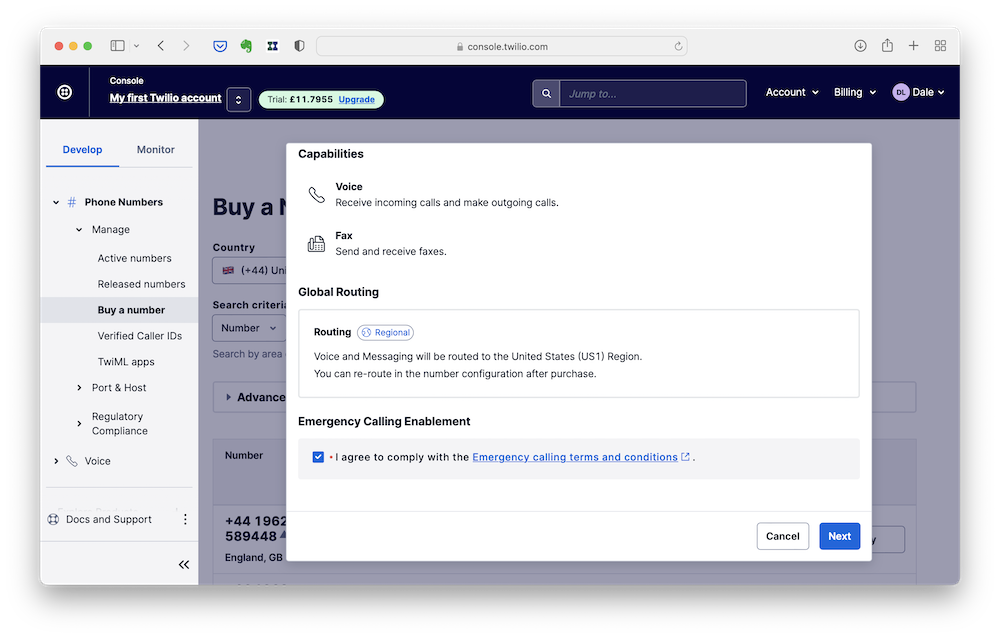 console.twilio.com
Console
My first Twilio account
Trial: £11.7955 Upgrade
Jump to...
Account
Billing
DL Dale
Develop
Monitor
# Phone Numbers
Manage
Active numbers
Released numbers
Buy a number
Verified Caller IDs
TwiML apps
Port & Host
Regulatory
Compliance
Voice
Docs and Support
Buy a N
Country
(+44) Uni
Search criteria
Number
Search by area
Advance
Number
+44 1962
589448
England, GB
Capabilities
Voice
Receive incoming calls and make outgoing calls.
Fax
Send and receive faxes.
Global Routing
Routing Regional
Voice and Messaging will be routed to the United States (US1) Region.
You can re-route in the number configuration after purchase.
Emergency Calling Enablement
• I agree to comply with the Emergency calling terms and conditions .
Cancel
Next
y